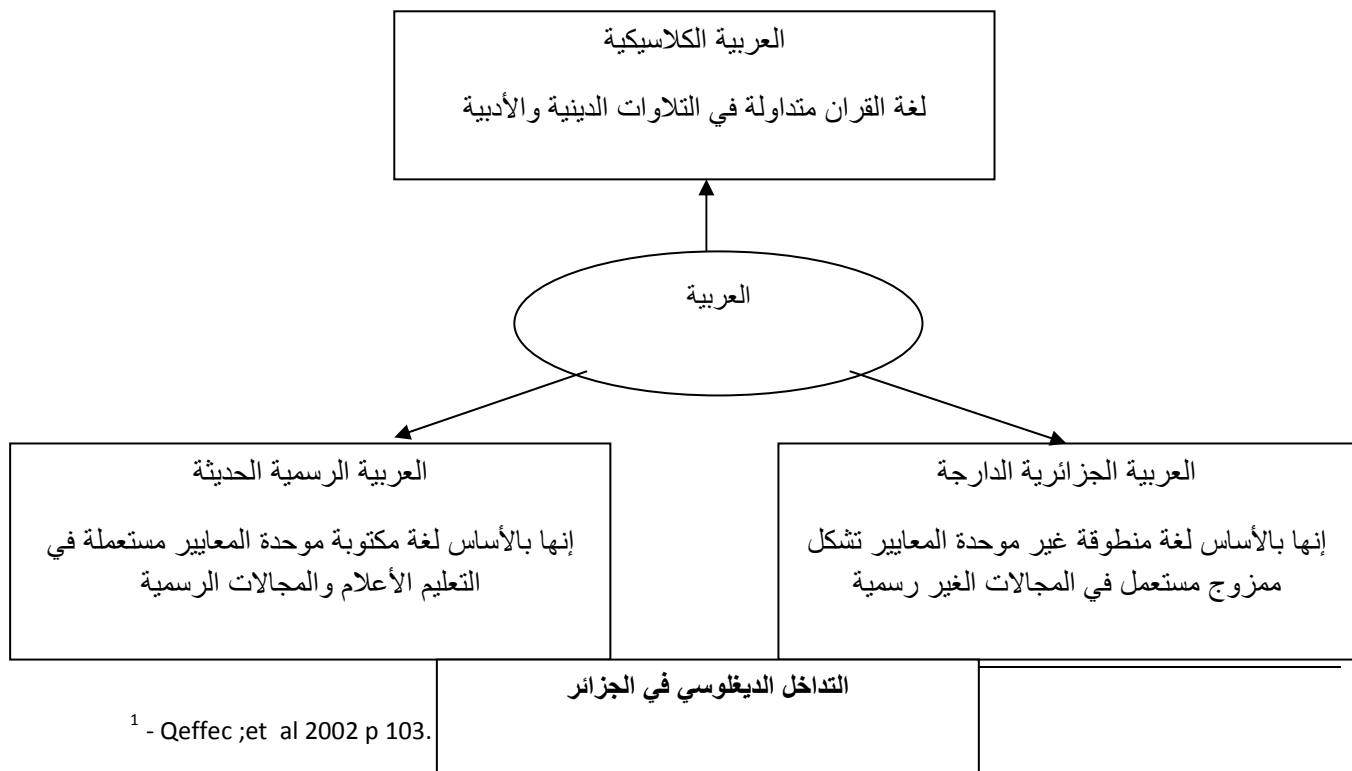 العربية الكلاسيكية
لغة القران متداولة في التلاوات الدينية والأدبية
العربية
العربية الجزائرية الدارجة
إنها بالأساس لغة منطوقة غير موحدة المعايير تشكل
ممزوج مستعمل في المجالات الغير رسمية
العربية الرسمية الحديثة
إنها بالأساس لغة مكتوبة موحدة المعايير مستعملة في
التعليم الأعلام والمجالات الرسمية
التداخل الديغلوسي في الجزائر
1 - Qeffec ;et al 2002 p 103.